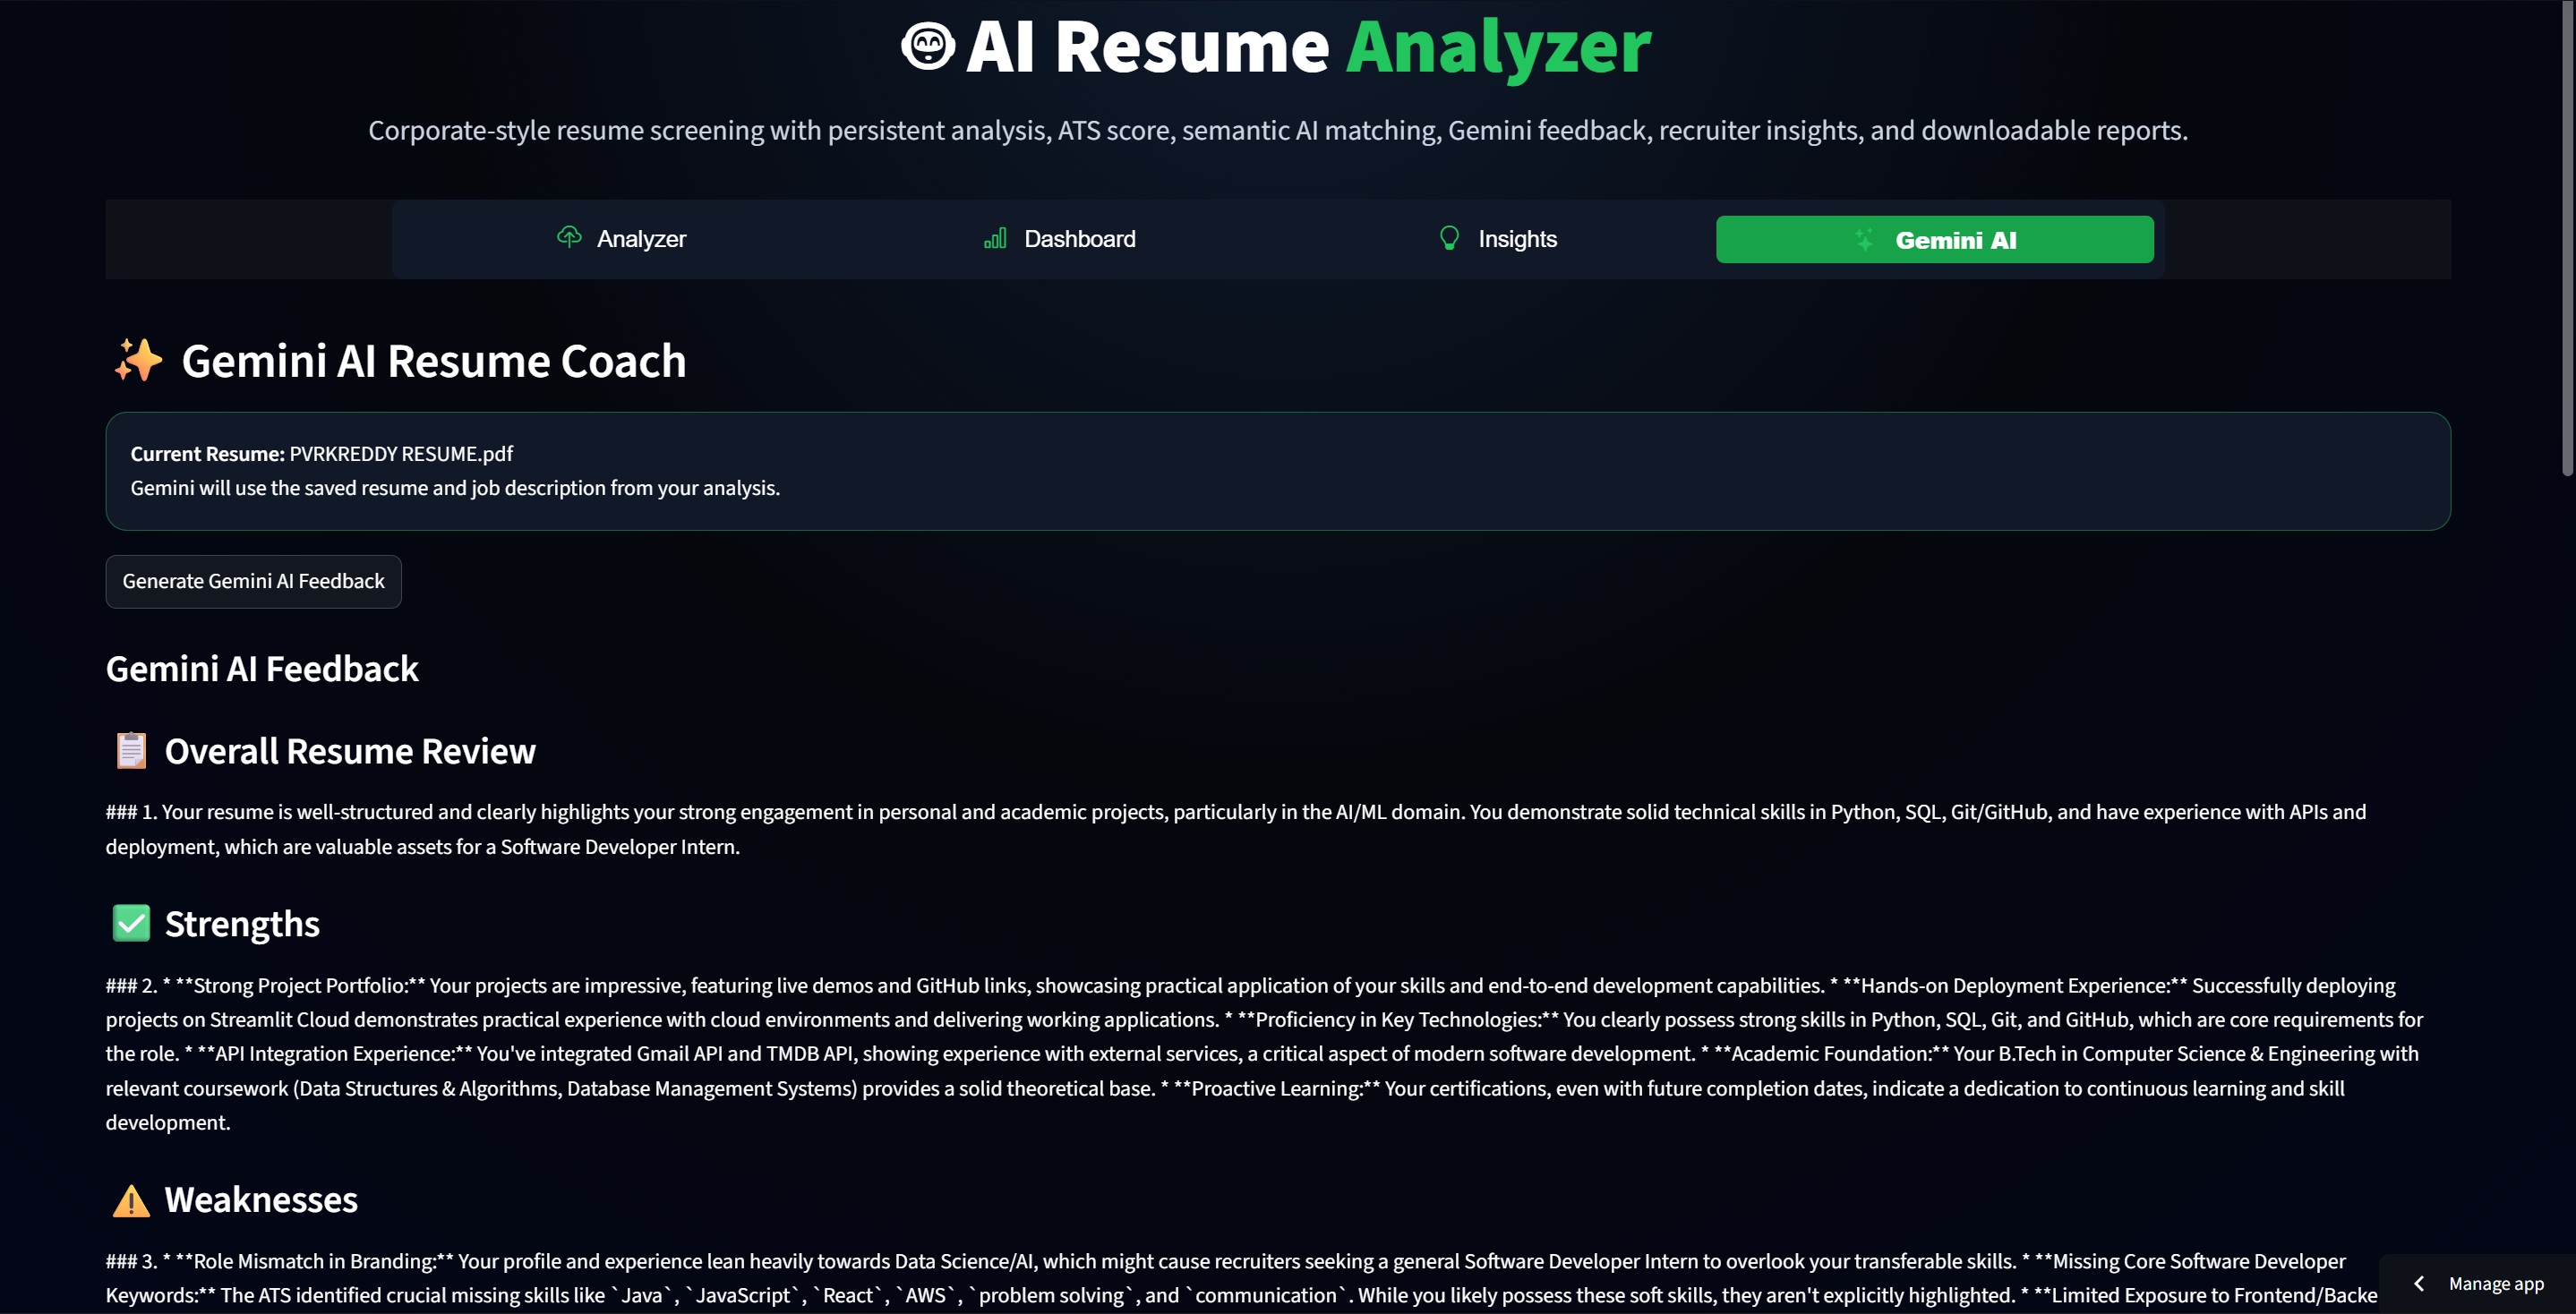 AI Resume Analyzer
Corporate-style resume screening with persistent analysis, ATS score, semantic AI matching, Gemini feedback, recruiter insights, and downloadable reports.
Analyzer
Dashboard
Insights
Gemini AI
Gemini AI Resume Coach
Current Resume: PVRKREDDY RESUME.pdf
Gemini will use the saved resume and job description from your analysis.
Generate Gemini AI Feedback
Gemini AI Feedback
Overall Resume Review
### 1. Your resume is well-structured and clearly highlights your strong engagement in personal and academic projects, particularly in the AI/ML domain. You demonstrate solid technical skills in Python, SQL, Git/GitHub, and have experience with APIs and
deployment, which are valuable assets for a Software Developer Intern.
Strengths
### 2. * **Strong Project Portfolio:** Your projects are impressive, featuring live demos and GitHub links, showcasing practical application of your skills and end-to-end development capabilities. * **Hands-on Deployment Experience:** Successfully deploying
projects on Streamlit Cloud demonstrates practical experience with cloud environments and delivering working applications. * **Proficiency in Key Technologies:** You clearly possess strong skills in Python, SQL, Git, and GitHub, which are core requirements for
the role. * **API Integration Experience:** You've integrated Gmail API and TMDB API, showing experience with external services, a critical aspect of modern software development. * **Academic Foundation:** Your B.Tech in Computer Science & Engineering with
relevant coursework (Data Structures & Algorithms, Database Management Systems) provides a solid theoretical base. * **Proactive Learning:** Your certifications, even with future completion dates, indicate a dedication to continuous learning and skill
development.
Weaknesses
### 3. * **Role Mismatch in Branding:** Your profile and experience lean heavily towards Data Science/AI, which might cause recruiters seeking a general Software Developer Intern to overlook your transferable skills. * **Missing Core Software Developer
Keywords:** The ATS identified crucial missing skills like `Java`, `JavaScript`, `React`, `AWS`, `problem solving`, and `communication`. While you likely possess these soft skills, they aren't explicitly highlighted. * **Limited Exposure to Frontend/Backe
Manage app